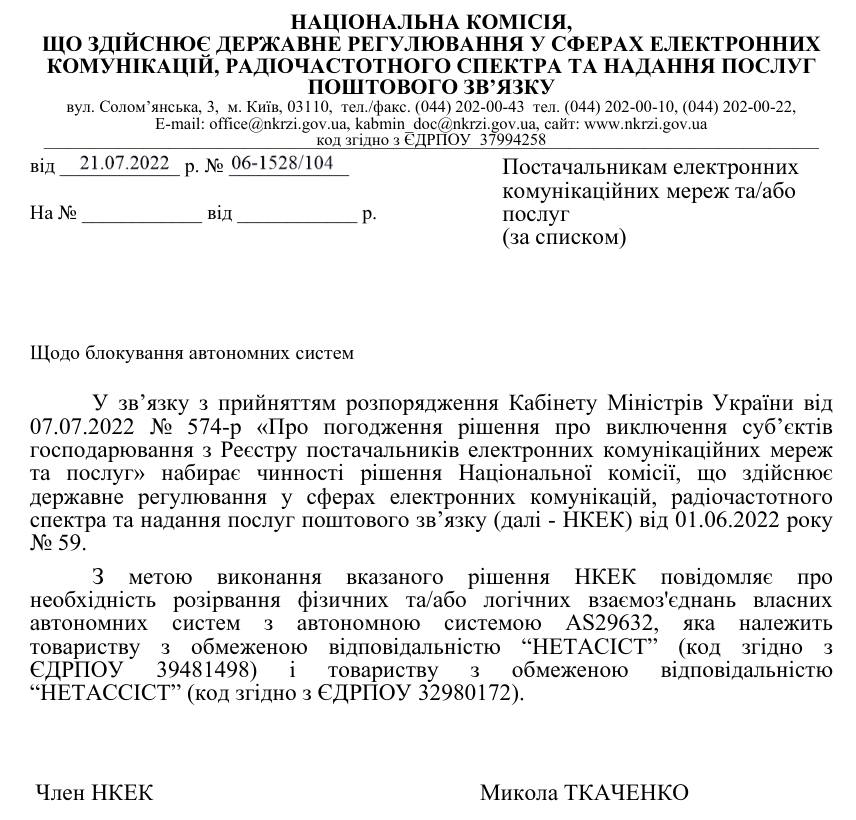 НАЦІОНАЛЬНА КОМІСІЯ,
ЩО ЗДІЙСНЮЄ ДЕРЖАВНЕ РЕГУЛЮВАННЯ У СФЕРАХ ЕЛЕКТРОННИХ
КОМУНІКАЦІЙ, РАДІОЧАСТОТНОГО СПЕКТРА ТА НАДАННЯ ПОСЛУГ
ПОШТОВОГО ЗВ’ЯЗКУ
вул. Солом’янська, 3, м. Київ, 03110, тел./факс. (044) 202-00-43 тел. (044) 202-00-10, (044) 202-00-22,
E-mail: office@nkrzi.gov.ua, kabmin_doc@nkrzi.gov.ua, сайт: www.nkrzi.gov.ua
код згідно з ЄДРПОУ 37994258
від 21.07.2022 р. № 06-1528/104
На № ____________ від ____________ р.
Постачальникам електронних
комунікаційних мереж та/або
послуг
(за списком)
Щодо блокування автономних систем
У зв’язку з прийняттям розпорядження Кабінету Міністрів України від
07.07.2022 № 574-р «Про погодження рішення про виключення суб’єктів
господарювання з Реєстру постачальників електронних комунікаційних мереж
та послуг» набирає чинності рішення Національної комісії, що здійснює
державне регулювання у сферах електронних комунікацій, радіочастотного
спектра та надання послуг поштового зв’язку (далі - НКЕК) від 01.06.2022 року
№ 59.
З метою виконання вказаного рішення НКЕК повідомляє про
необхідність розірвання фізичних та/або логічних взаємоз'єднань власних
автономних систем з автономною системою AS29632, яка належить
товариству з обмеженою відповідальністю “НЕТАСІСТ” (код згідно з
ЄДРПОУ 39481498) і товариству з обмеженою відповідальністю
“НЕТАССІСТ” (код згідно з ЄДРПОУ 32980172).
Член НКЕК Микола ТКАЧЕНКО